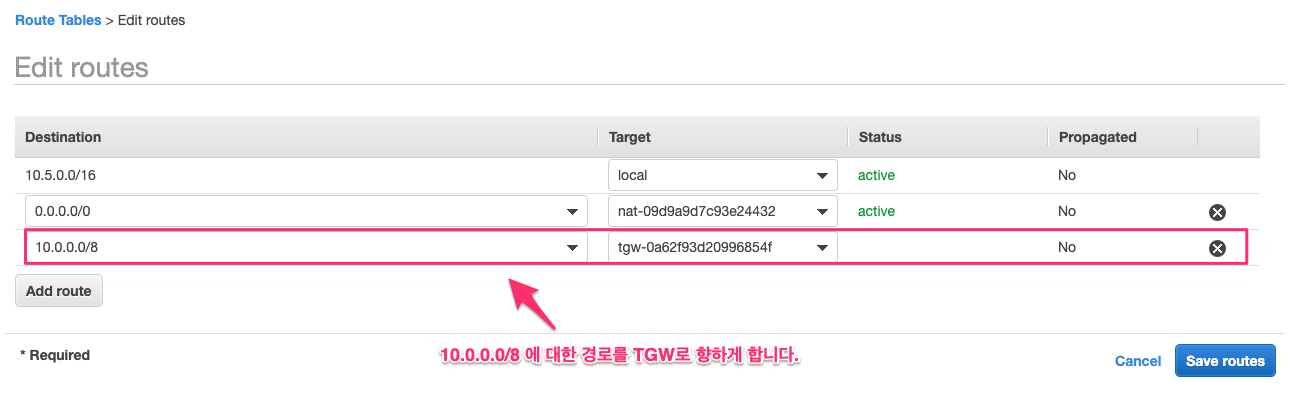 Route Tables > Edit routes
Edit routes
Destination Target Status Propagated
10.5.0.0/16 local active No
0.0.0.0/0 nat-09d9a9d7c93e24432 active No
10.0.0.0/8 tgw-0a62f93d20996854f No
Add route
* Required
10.0.0.0/8 에 대한 경로를 TGW로 향하게 합니다.
Cancel Save routes